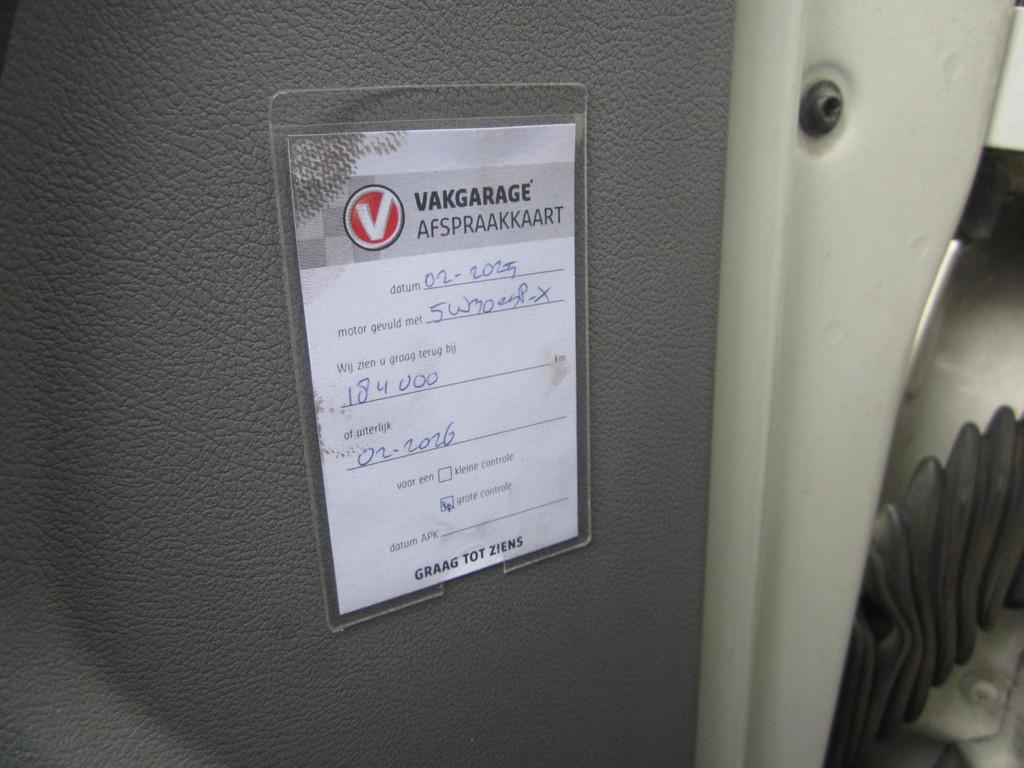 V
VAKGARAGE
AFSPRAAKKAART
datum 02-2025
motor gevuld met 5W30 esP-X
Wij zien u graag terug bij
184000 km
of uiterlijk
02-2026
voor een kleine controle
grote controle
datum APK
GRAAG TOT ZIENS